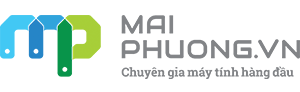 MAI
PHUONG.VN
Chuyên gia máy tính hàng đầu